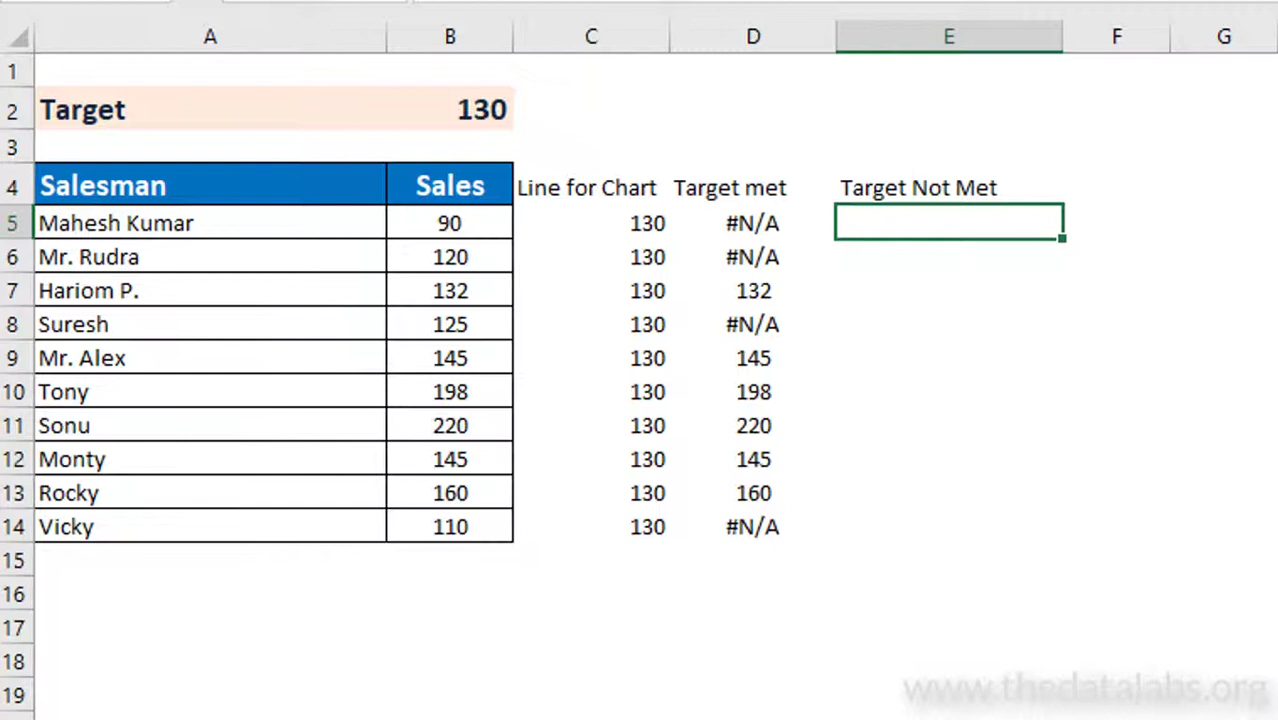 A B C D E F G
1
2 Target 130
3
4 Salesman Sales Line for Chart Target met Target Not Met
5 Mahesh Kumar 90 130 #N/A
6 Mr. Rudra 120 130 #N/A
7 Hariom P. 132 130 132
8 Suresh 125 130 #N/A
9 Mr. Alex 145 130 145
10 Tony 198 130 198
11 Sonu 220 130 220
12 Monty 145 130 145
13 Rocky 160 130 160
14 Vicky 110 130 #N/A
15
16
17
18
19
www.thedatalabs.org